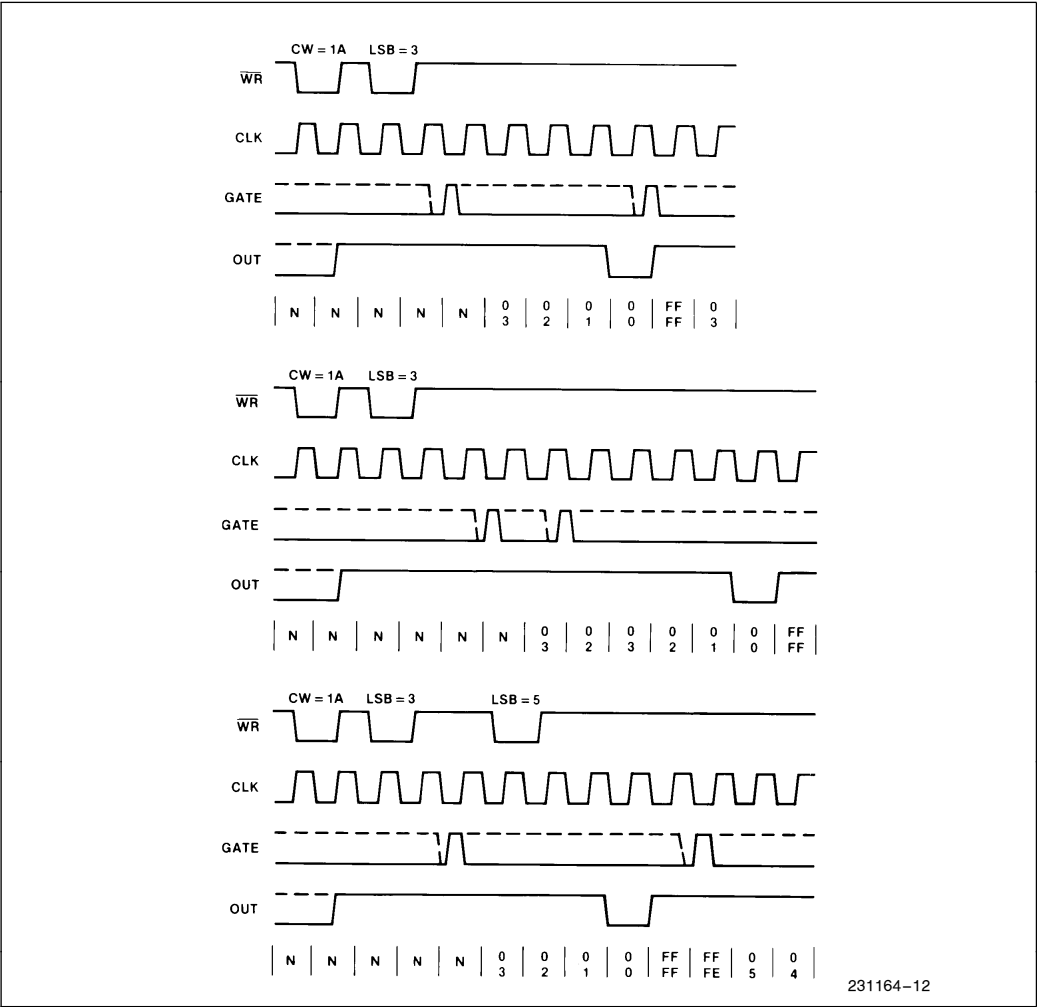 CW = 1A LSB = 3
WR
CLK
GATE
OUT
N N N N N 0 0 0 0 FF 0
3 2 1 0 FF 3
CW = 1A LSB = 3
WR
CLK
GATE
OUT
N N N N N N 0 0 0 0 0 0 FF
3 2 3 2 1 0 FF
CW = 1A LSB = 3 LSB = 5
WR
CLK
GATE
OUT
N N N N N 0 0 0 0 FF FF 0 0
3 2 1 0 FF FE 5 4
231164–12